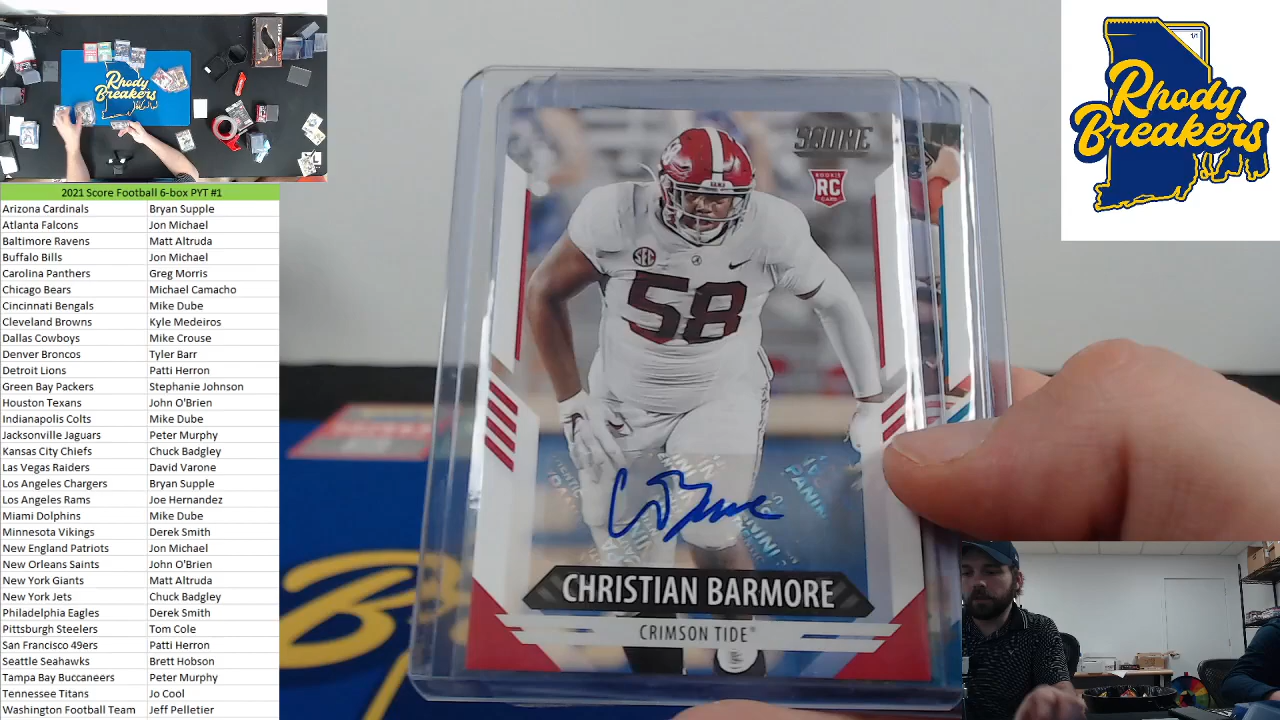 Rhody
Breakers
2021 Score Football 6-box PYT #1
Arizona Cardinals Bryan Supple
Atlanta Falcons Jon Michael
Baltimore Ravens Matt Altruda
Buffalo Bills Jon Michael
Carolina Panthers Greg Morris
Chicago Bears Michael Camacho
Cincinnati Bengals Mike Dube
Cleveland Browns Kyle Medeiros
Dallas Cowboys Mike Crouse
Denver Broncos Tyler Barr
Detroit Lions Patti Herron
Green Bay Packers Stephanie Johnson
Houston Texans John O'Brien
Indianapolis Colts Mike Dube
Jacksonville Jaguars Peter Murphy
Kansas City Chiefs Chuck Badgley
Las Vegas Raiders David Varone
Los Angeles Chargers Bryan Supple
Los Angeles Rams Joe Hernandez
Miami Dolphins Mike Dube
Minnesota Vikings Derek Smith
New England Patriots Jon Michael
New Orleans Saints John O'Brien
New York Giants Matt Altruda
New York Jets Chuck Badgley
Philadelphia Eagles Derek Smith
Pittsburgh Steelers Tom Cole
San Francisco 49ers Patti Herron
Seattle Seahawks Brett Hobson
Tampa Bay Buccaneers Peter Murphy
Tennessee Titans Jo Cool
Washington Football Team Jeff Pelletier
SCORE
ROOKIE
RC
CARD
SEC
58
PANINI
CHRISTIAN BARMORE
CRIMSON TIDE®
1/1
Rhody
Breakers